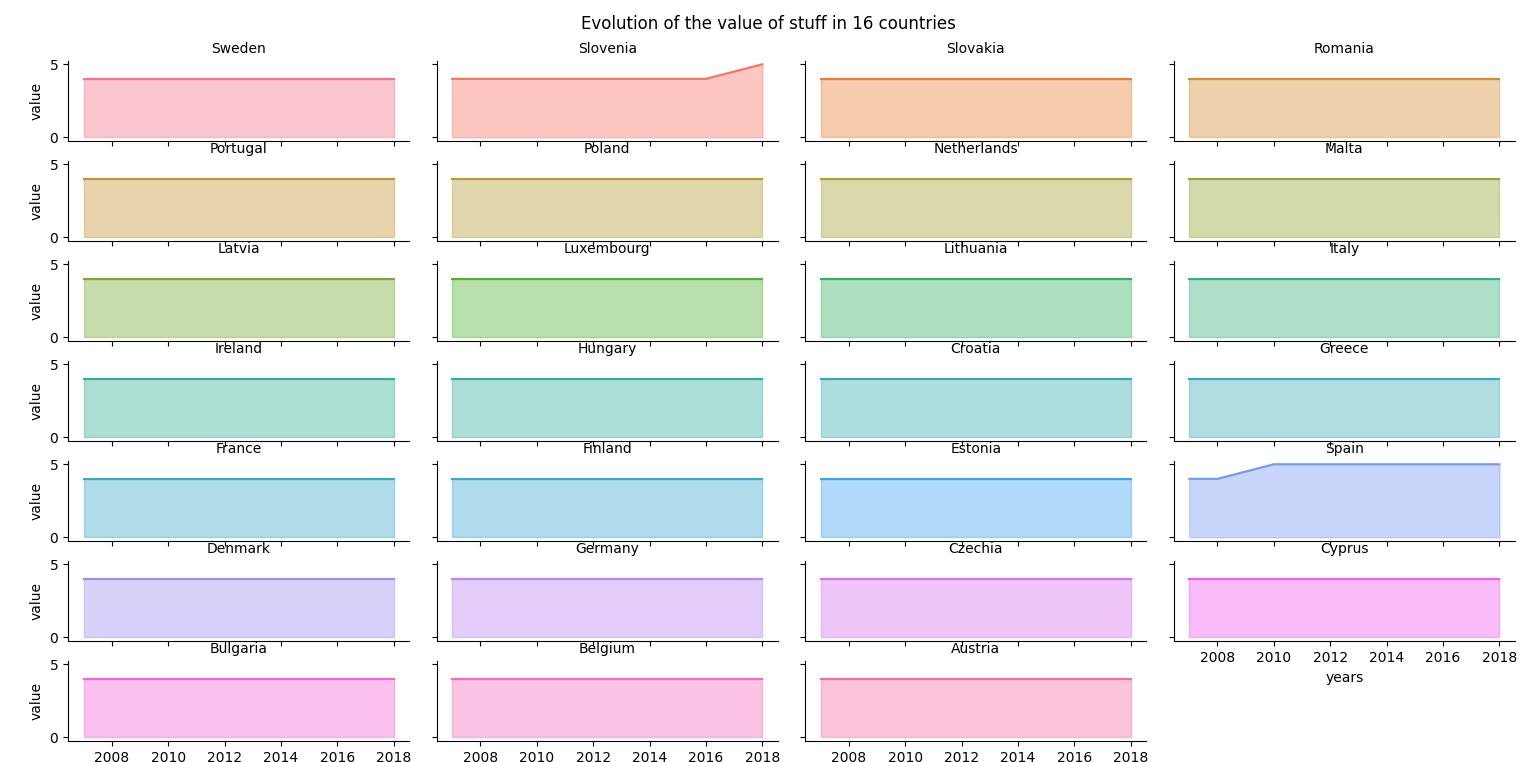 Evolution of the value of stuff in 16 countries
Sweden Slovenia Slovakia Romania
5
value
0
Portugal Poland Netherlands Malta
5
value
0
Latvia Luxembourg Lithuania Italy
5
value
0
Ireland Hungary Croatia Greece
5
value
0
France Finland Estonia Spain
5
value
0
Denmark Germany Czechia Cyprus
5
value
0
2008 2010 2012 2014 2016 2018
years
Bulgaria Belgium Austria
5
value
0
2008 2010 2012 2014 2016 2018 2008 2010 2012 2014 2016 2018 2008 2010 2012 2014 2016 2018